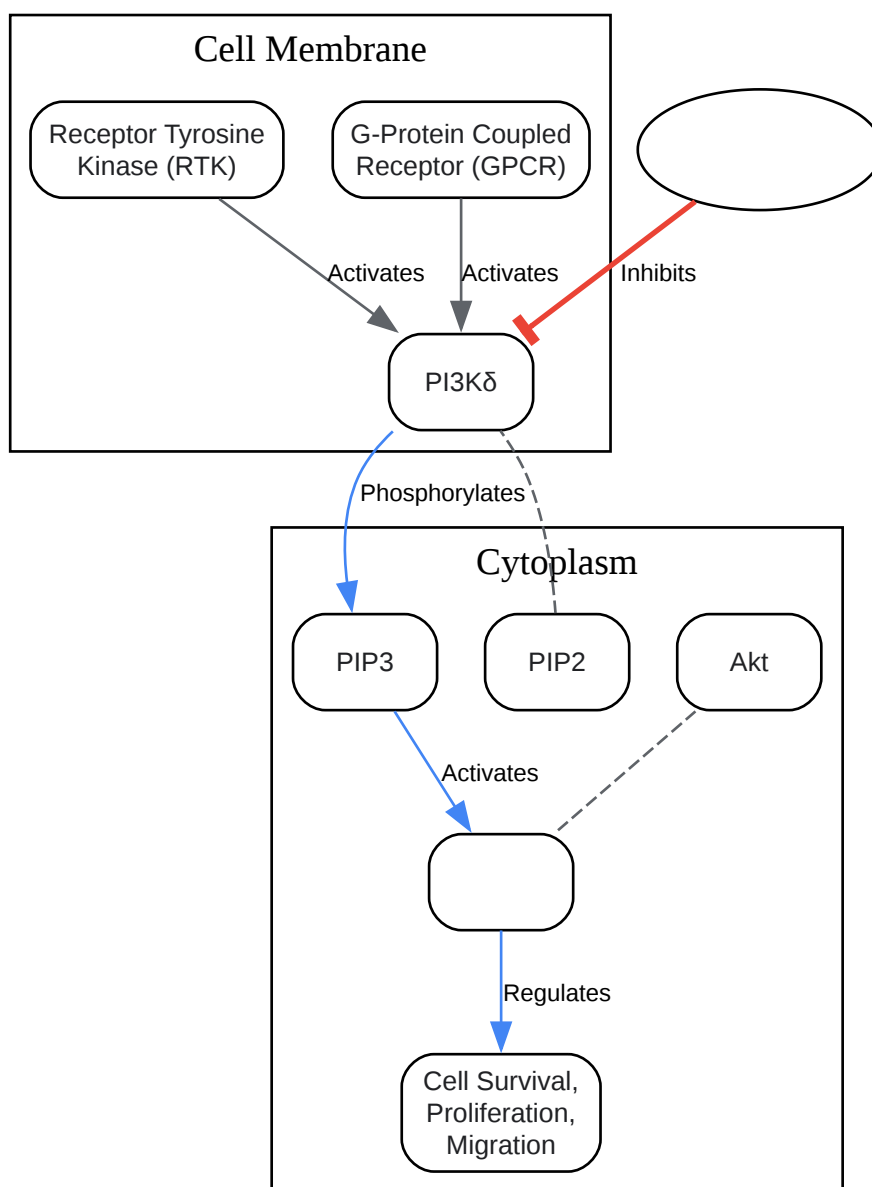 Cell Membrane
Receptor Tyrosine
Kinase (RTK)
G-Protein Coupled
Receptor (GPCR)
Activates
Activates
Inhibits
PI3Kδ
Phosphorylates
Cytoplasm
PIP3
PIP2
Akt
Activates
Regulates
Cell Survival,
Proliferation,
Migration